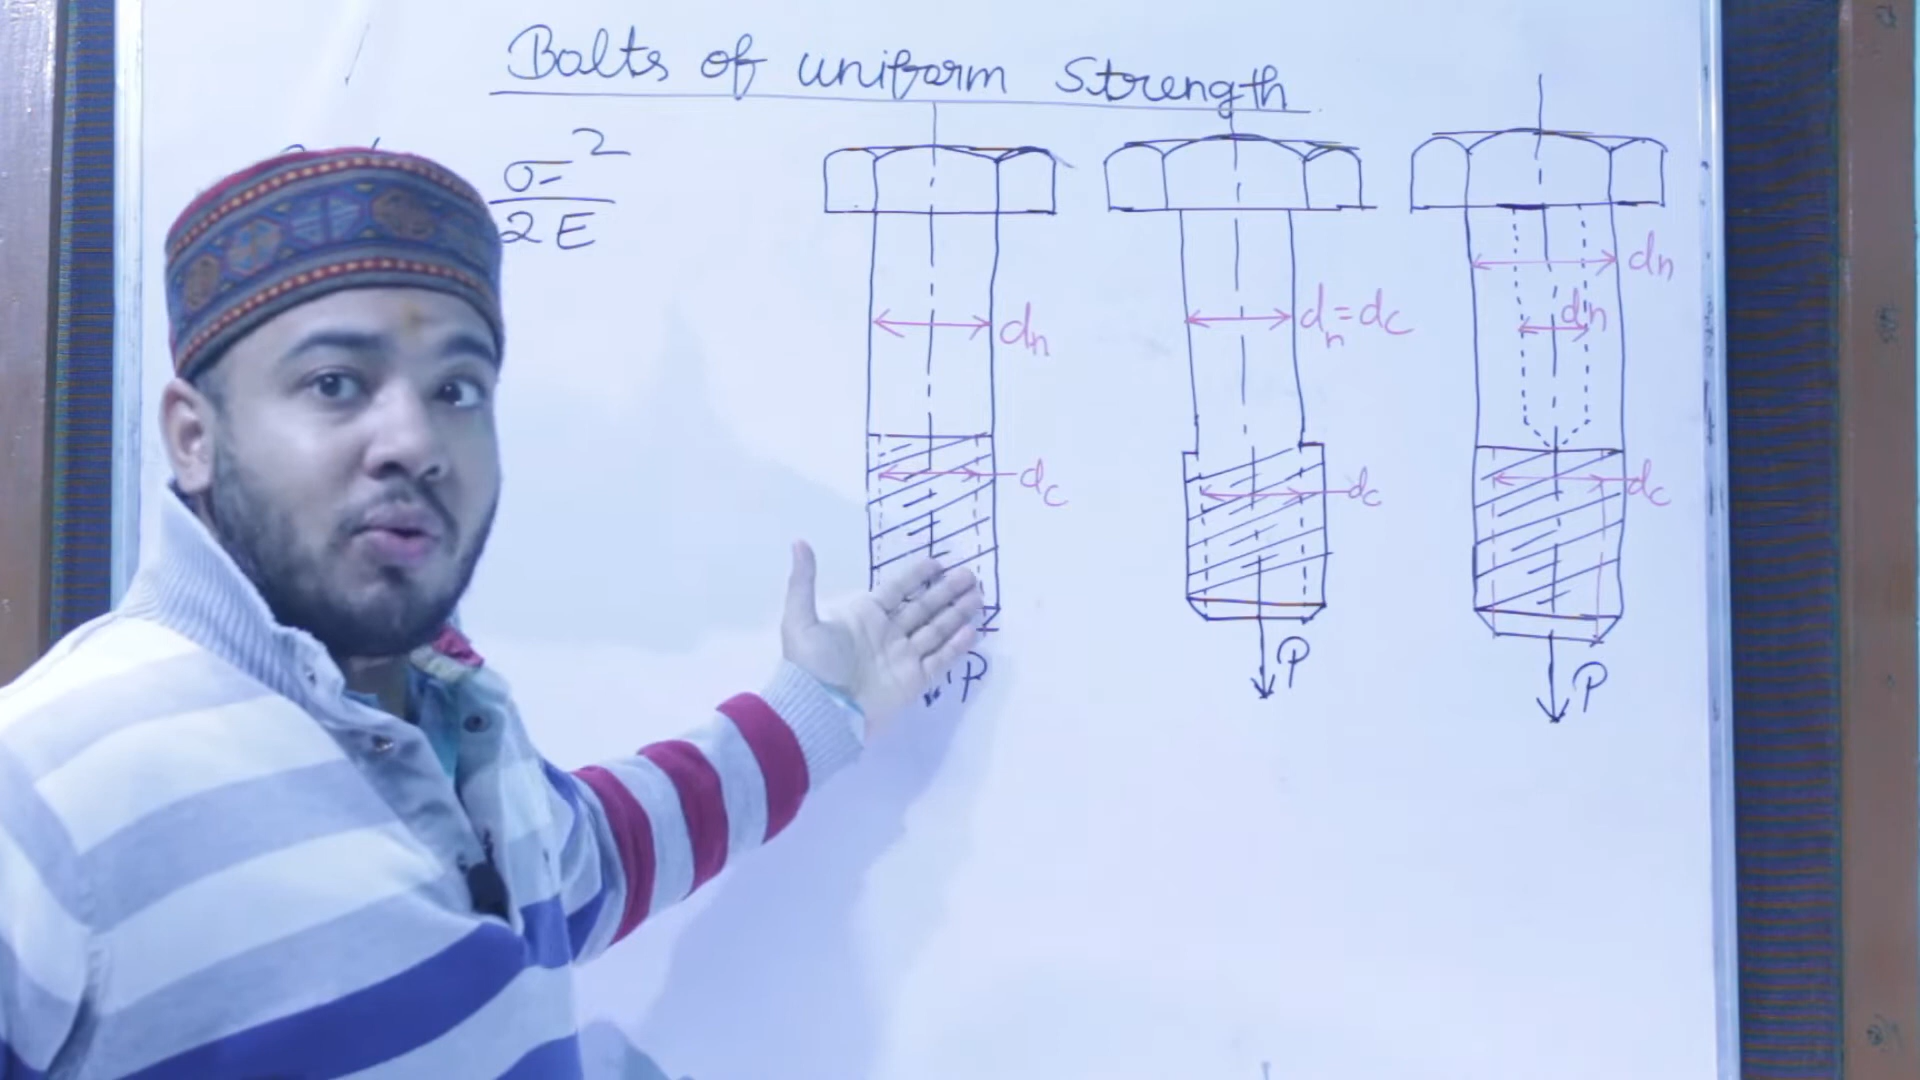 Bolts of uniform Strength
σ²
2E
dn
dc
P
dn=dc
dc
P
dn
dn
dc
P